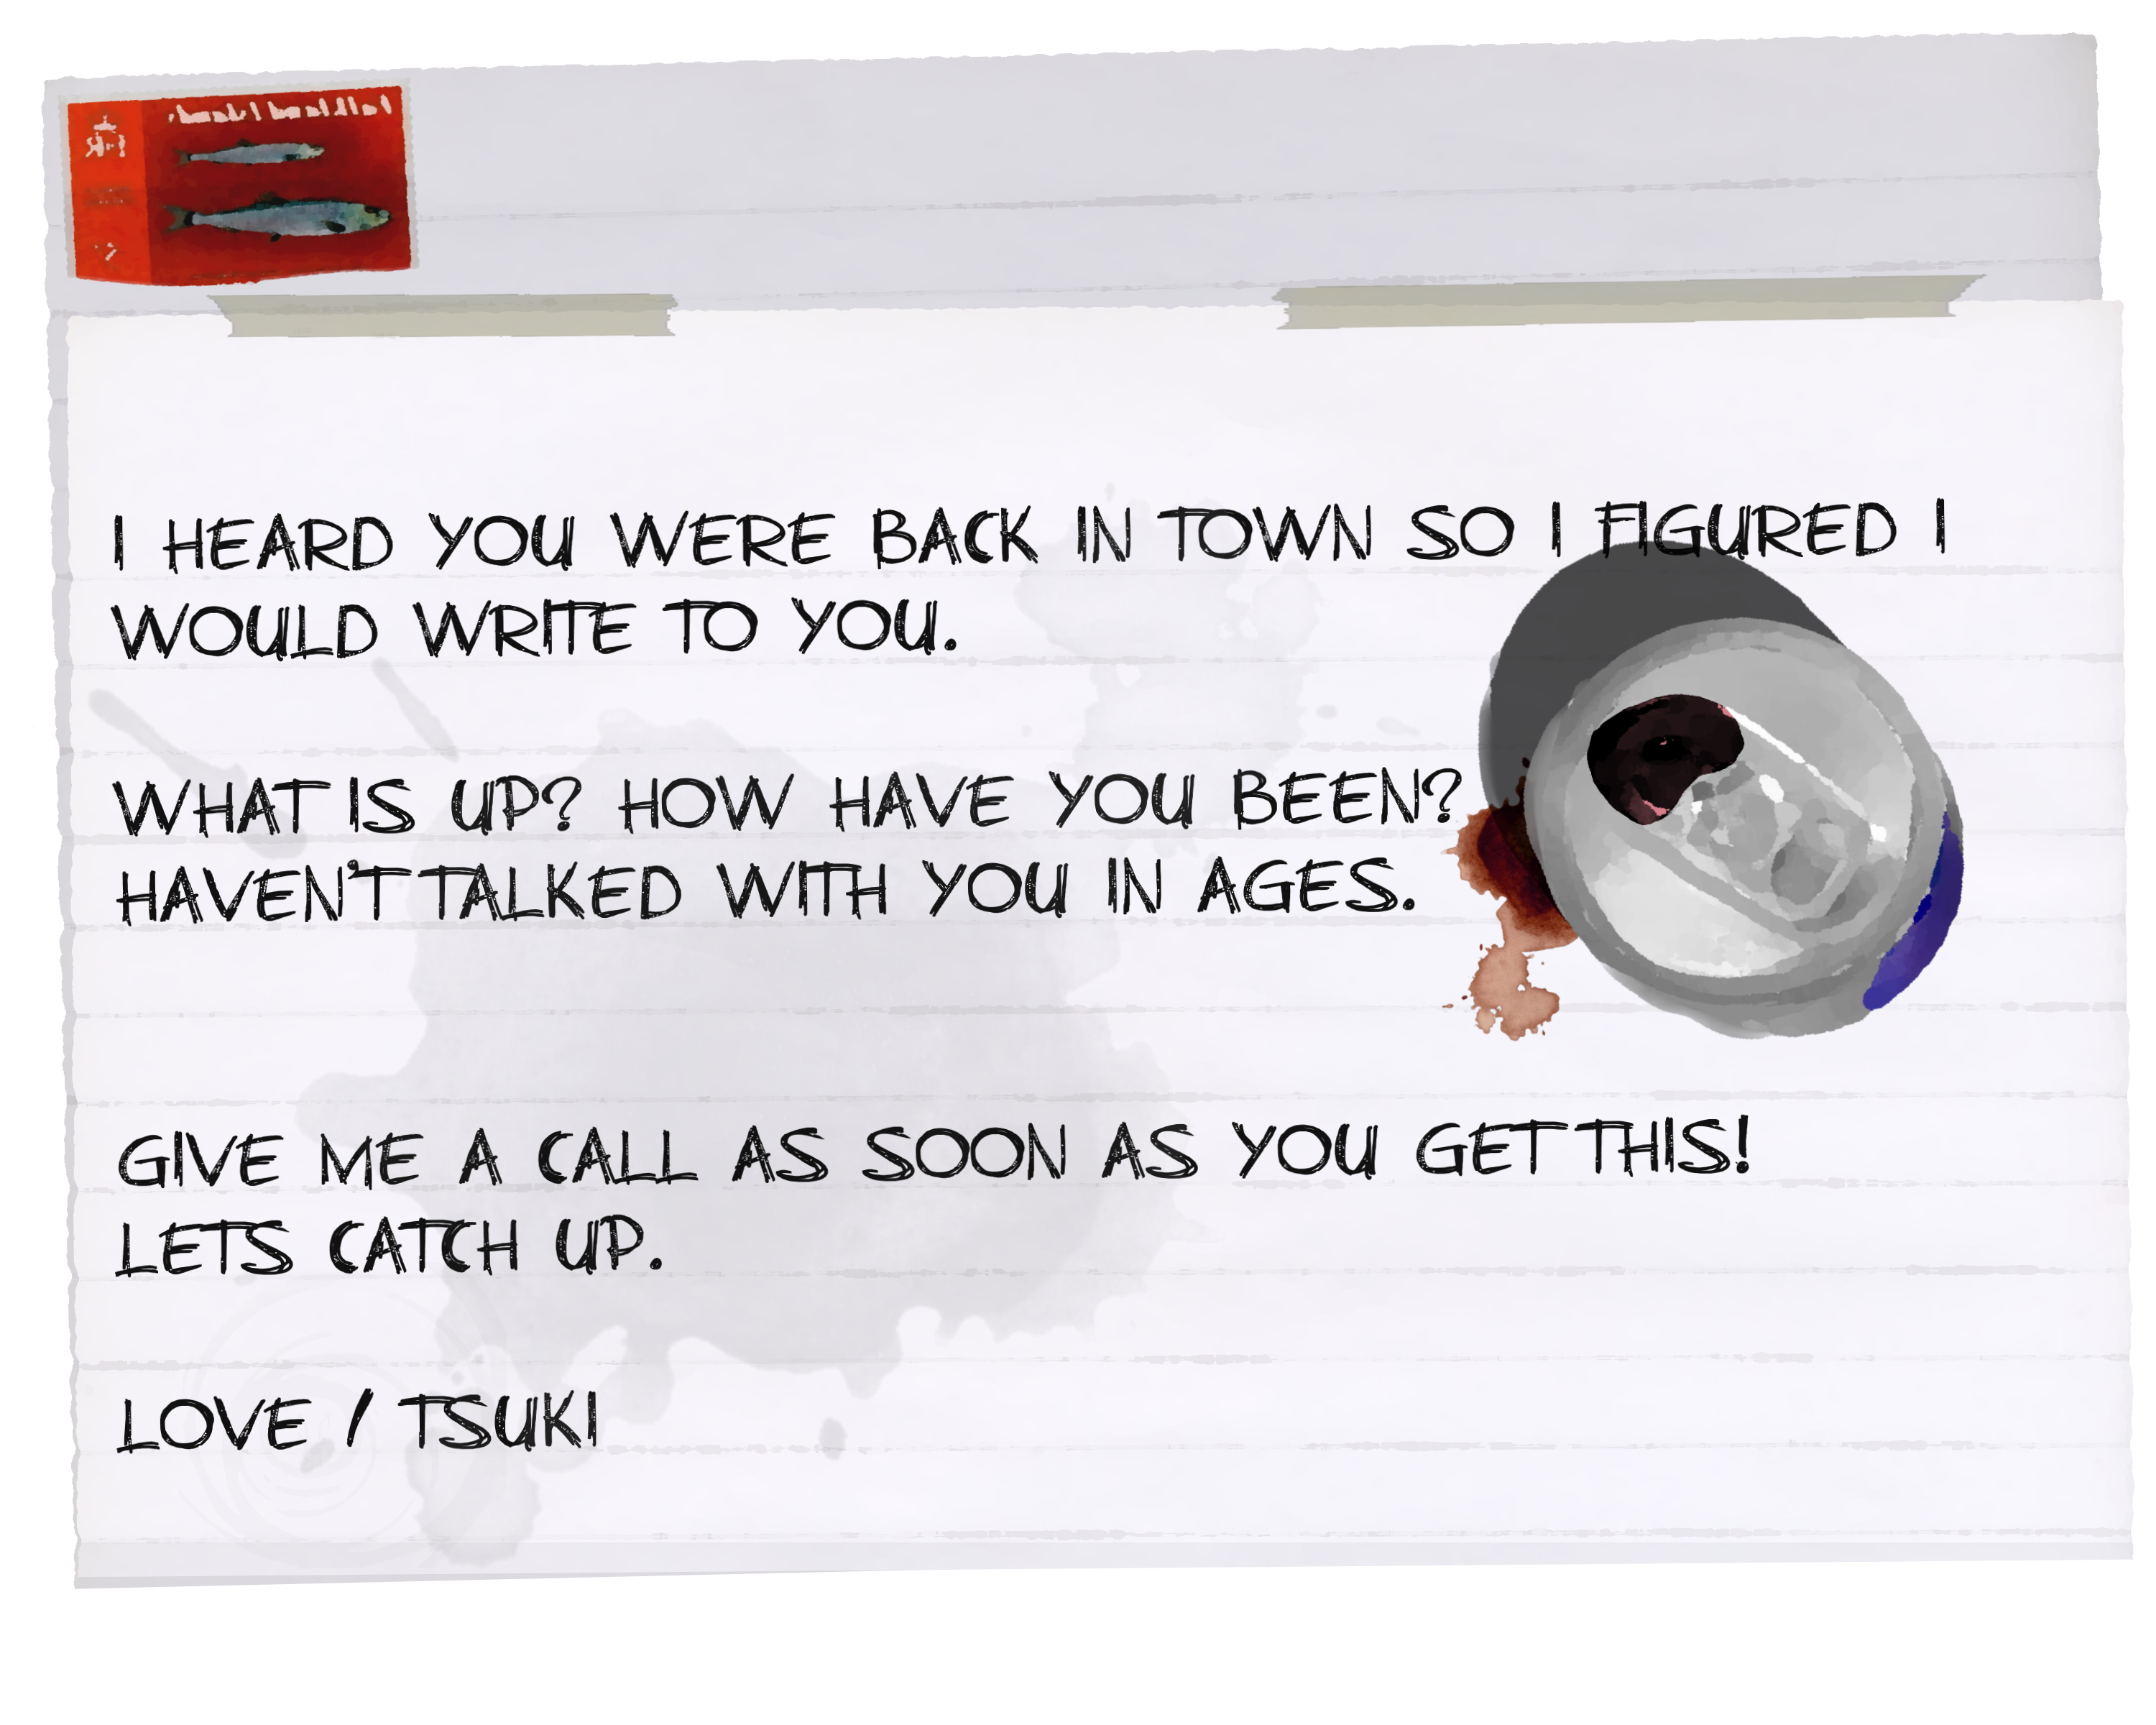 I HEARD YOU WERE BACK IN TOWN SO I FIGURED I
WOULD WRITE TO YOU.
WHAT IS UP? HOW HAVE YOU BEEN?
HAVEN'T TALKED WITH YOU IN AGES.
GIVE ME A CALL AS SOON AS YOU GET THIS!
LETS CATCH UP.
LOVE / TSUKI